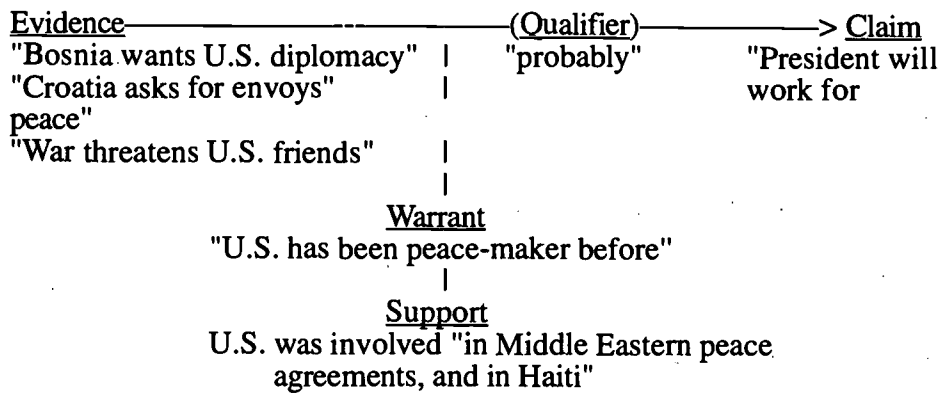 Evidence (Qualifier) > Claim
"Bosnia wants U.S. diplomacy" | "probably" "President will
"Croatia asks for envoys" | work for
peace"
"War threatens U.S. friends" |
|
Warrant
"U.S. has been peace-maker before"
|
Support
U.S. was involved "in Middle Eastern peace
agreements, and in Haiti"